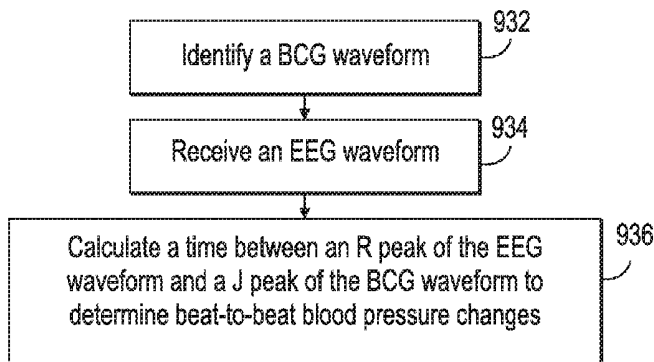 Identify a BCG waveform
932
Receive an EEG waveform
934
Calculate a time between an R peak of the EEG
waveform and a J peak of the BCG waveform to
determine beat-to-beat blood pressure changes
936